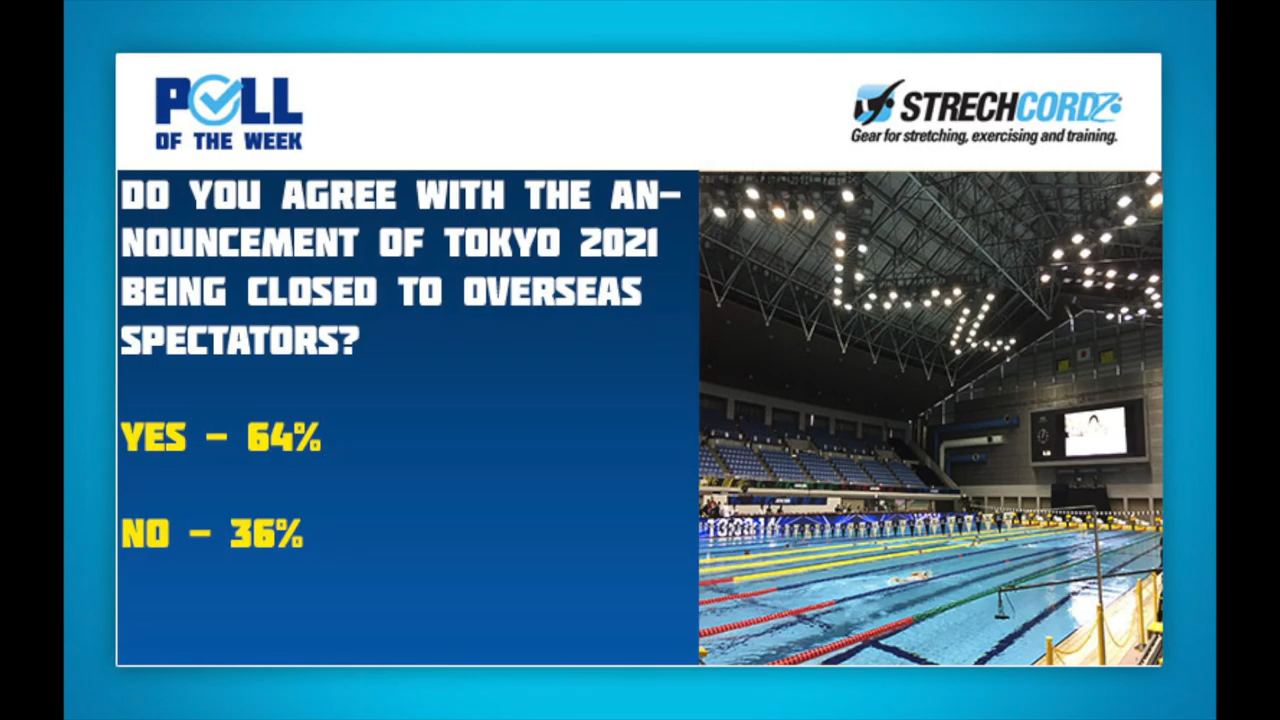 POLL
OF THE WEEK
STRECHCORDZ
Gear for stretching, exercising and training.
DO YOU AGREE WITH THE AN-
NOUNCEMENT OF TOKYO 2021
BEING CLOSED TO OVERSEAS
SPECTATORS?
YES - 64%
NO - 36%